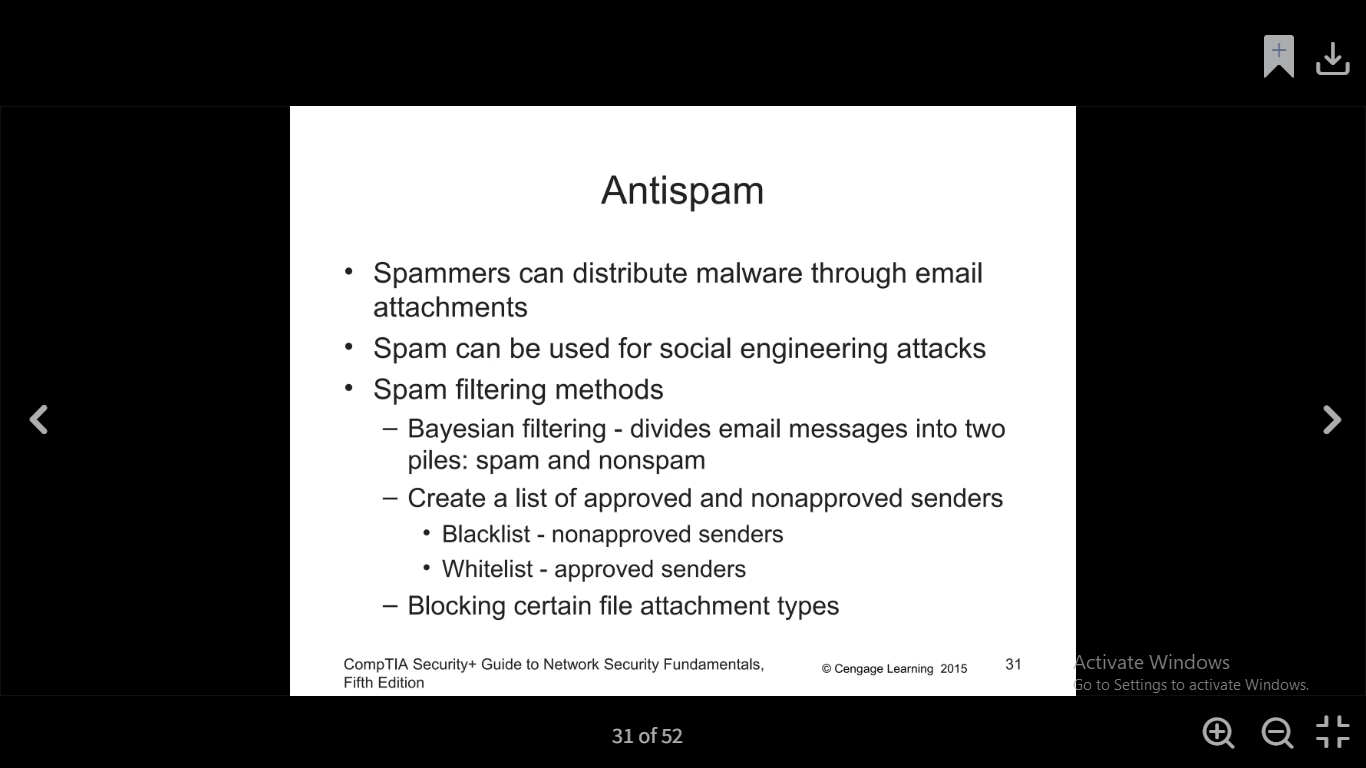 Antispam
• Spammers can distribute malware through email
attachments
• Spam can be used for social engineering attacks
• Spam filtering methods
– Bayesian filtering - divides email messages into two
piles: spam and nonspam
– Create a list of approved and nonapproved senders
• Blacklist - nonapproved senders
• Whitelist - approved senders
– Blocking certain file attachment types
CompTIA Security+ Guide to Network Security Fundamentals,
Fifth Edition
© Cengage Learning 2015
31
Activate Windows
Go to Settings to activate Windows.
31 of 52